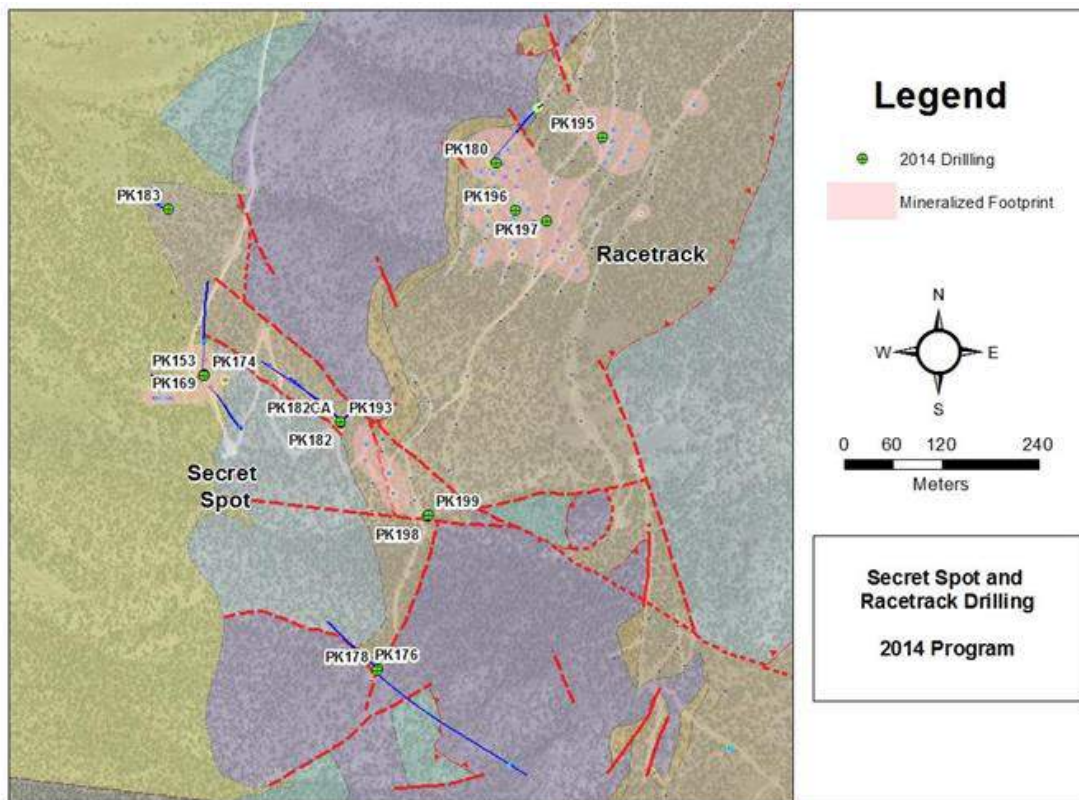 Legend
2014 Drillling
Mineralized Footprint
N
W E
S
0 60 120 240
Meters
Secret Spot and
Racetrack Drilling
2014 Program
PK195
PK180
PK183
PK196
PK197
Racetrack
PK153 PK174
PK169
PK182CA PK193
PK182
Secret
Spot
PK199
PK198
PK178 PK176